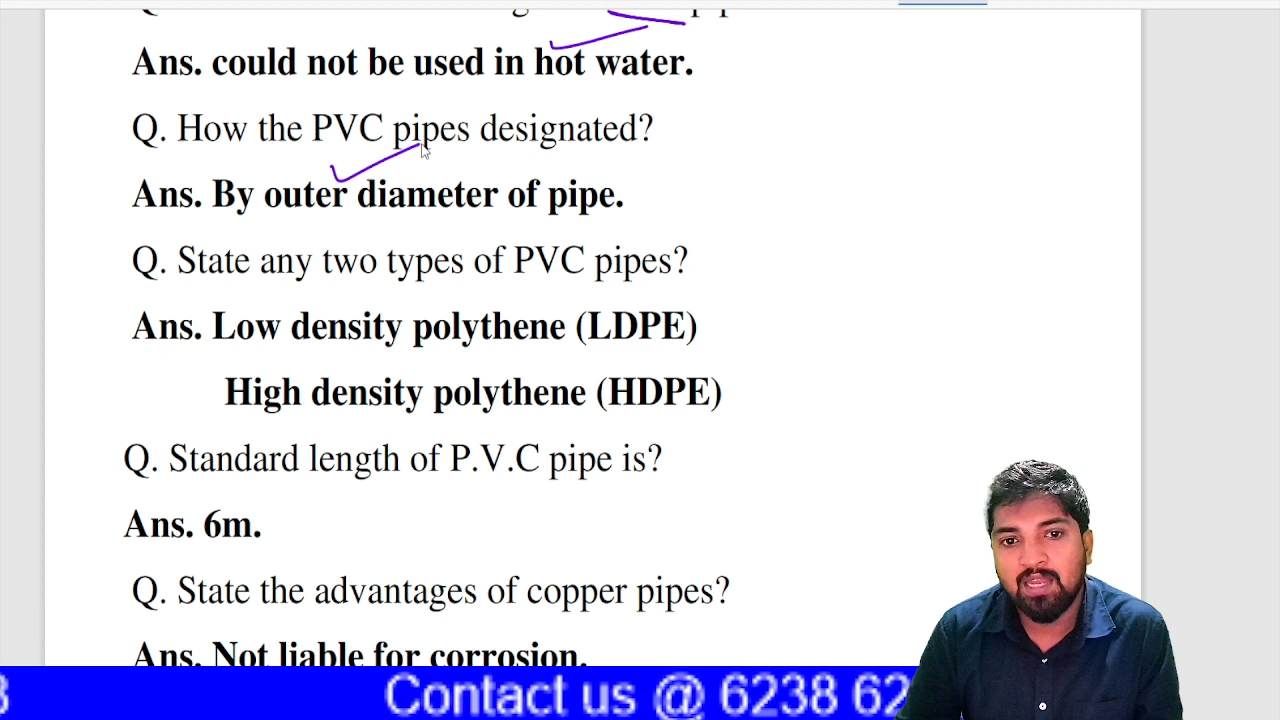 Ans. could not be used in hot water.
Q. How the PVC pipes designated?
Ans. By outer diameter of pipe.
Q. State any two types of PVC pipes?
Ans. Low density polythene (LDPE)
High density polythene (HDPE)
Q. Standard length of P.V.C pipe is?
Ans. 6m.
Q. State the advantages of copper pipes?
Ans. Not liable for corrosion.
3 Contact us @ 6238 62